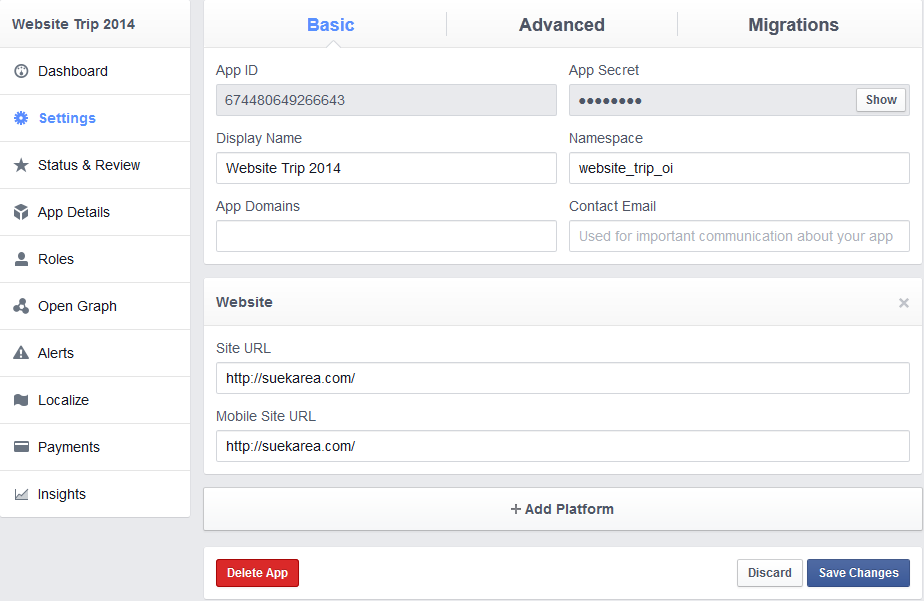 Website Trip 2014
Dashboard
Settings
Status & Review
App Details
Roles
Open Graph
Alerts
Localize
Payments
Insights
Basic Advanced Migrations
App ID App Secret
674480649266643 •••••••• Show
Display Name Namespace
Website Trip 2014 website_trip_oi
App Domains Contact Email
Used for important communication about your app
Website ×
Site URL
http://suekarea.com/
Mobile Site URL
http://suekarea.com/
+ Add Platform
Delete App Discard Save Changes